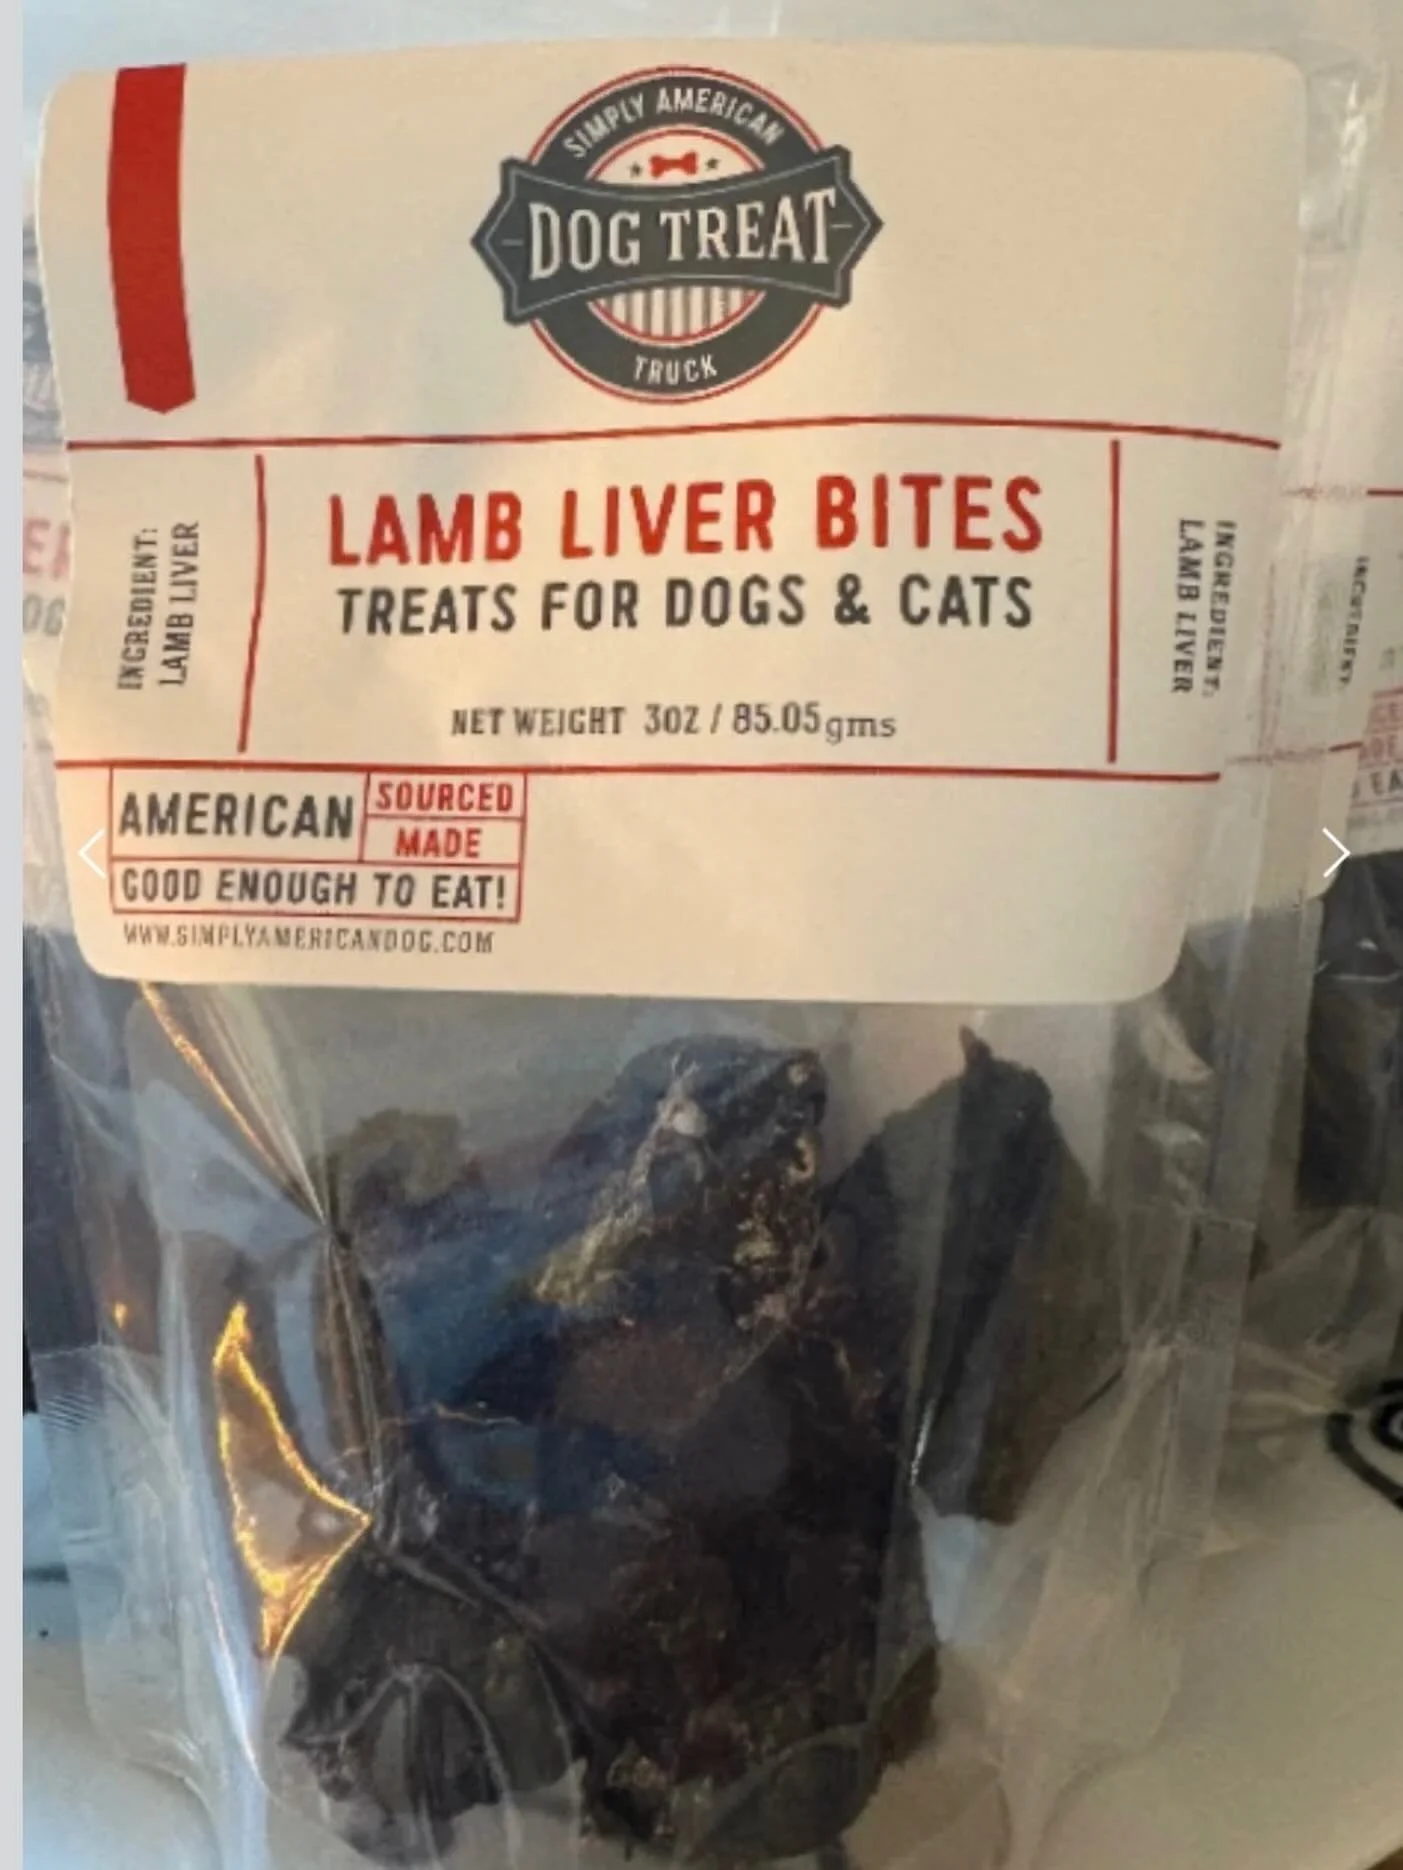 SIMPLY AMERICAN
DOG TREAT
TRUCK
INGREDIENT:
LAMB LIVER
LAMB LIVER BITES
TREATS FOR DOGS & CATS
NET WEIGHT 3OZ / 85.05gms
INGREDIENT:
LAMB LIVER
AMERICAN
SOURCED
MADE
GOOD ENOUGH TO EAT!
WWW.SIMPLYAMERICANDOG.COM